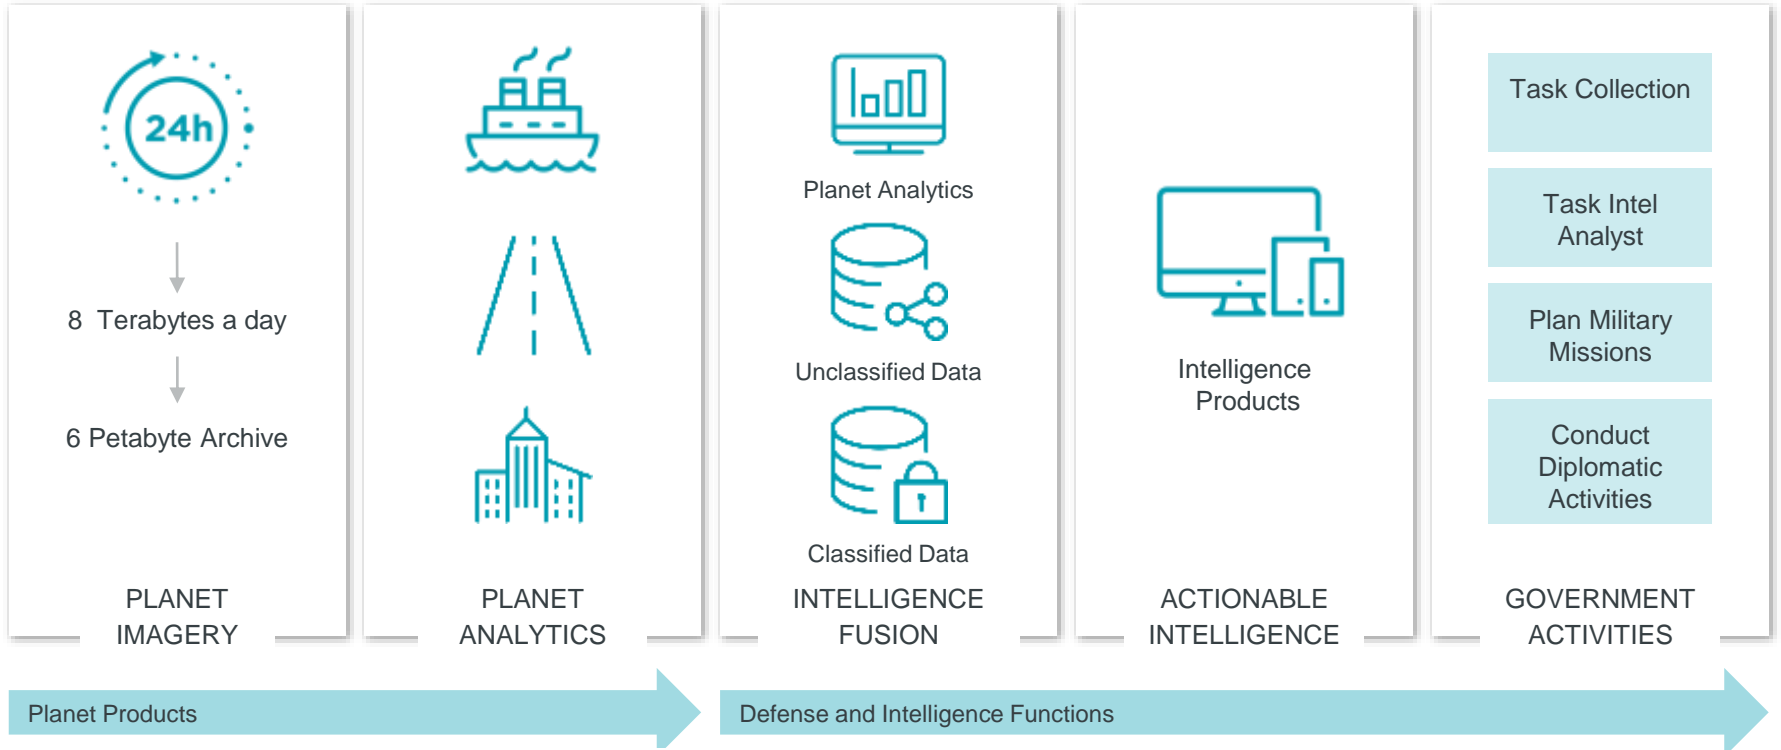 24h
8 Terabytes a day
6 Petabyte Archive
PLANET
IMAGERY
PLANET
ANALYTICS
Planet Analytics
Unclassified Data
Classified Data
INTELLIGENCE
FUSION
Intelligence
Products
ACTIONABLE
INTELLIGENCE
Task Collection
Task Intel
Analyst
Plan Military
Missions
Conduct
Diplomatic
Activities
GOVERNMENT
ACTIVITIES
Planet Products
Defense and Intelligence Functions